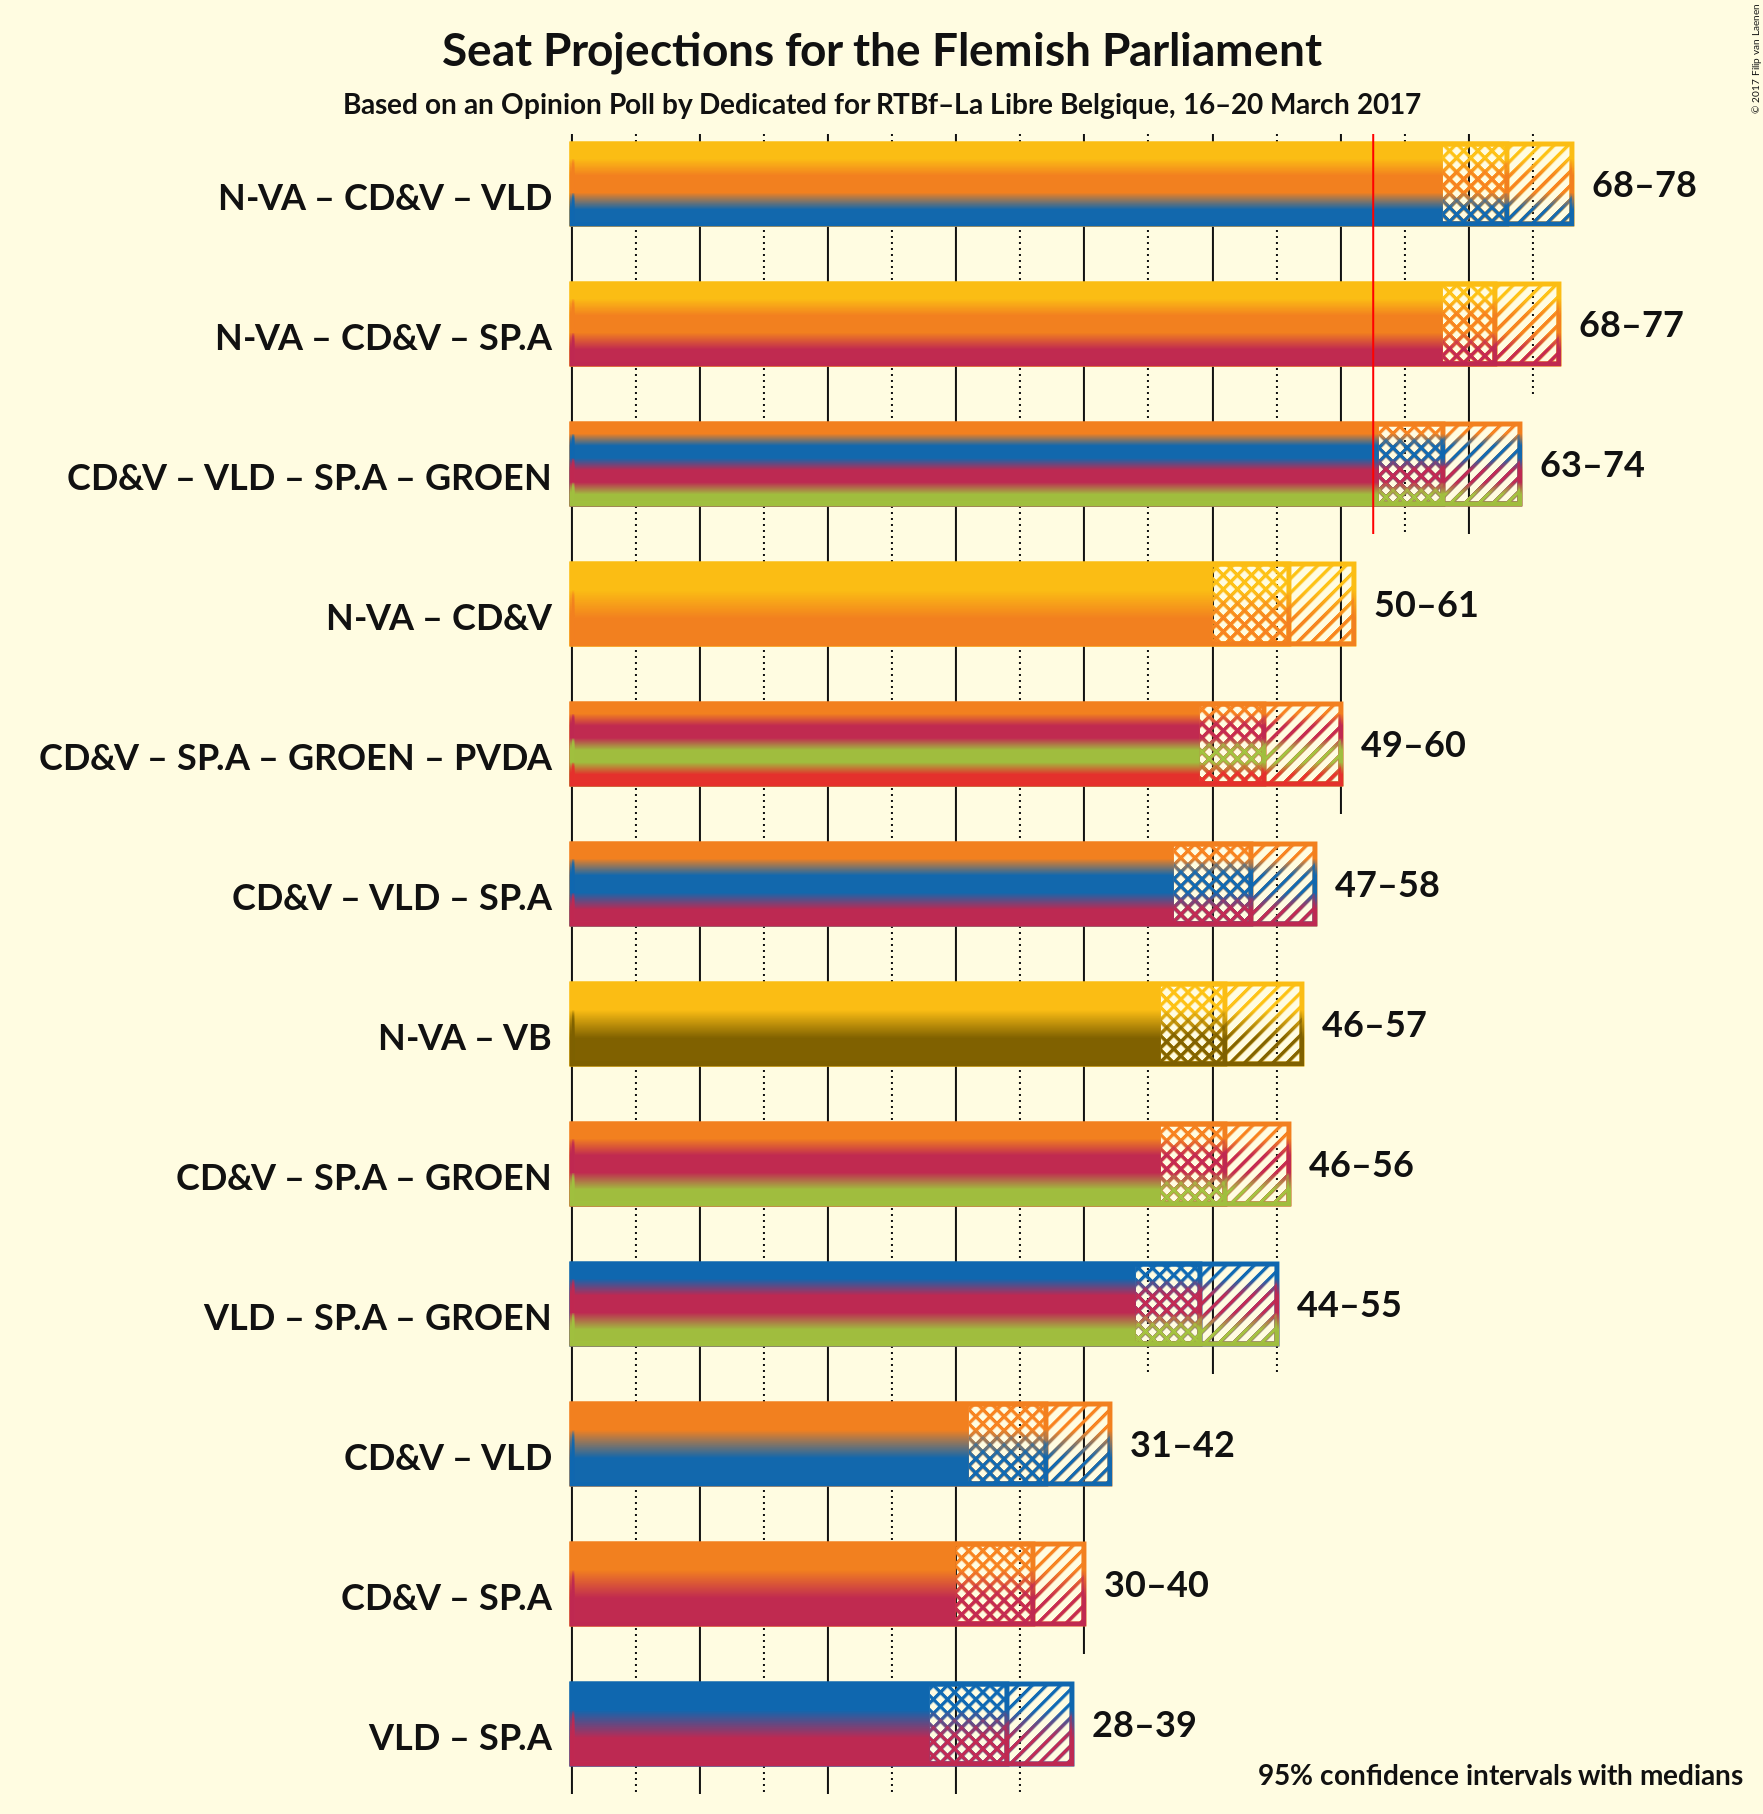 Seat Projections for the Flemish Parliament
Based on an Opinion Poll by Dedicated for RTBf–La Libre Belgique, 16–20 March 2017
© 2017 Filip van Laenen
N-VA – CD&V – VLD 68–78
N-VA – CD&V – SP.A 68–77
CD&V – VLD – SP.A – GROEN 63–74
N-VA – CD&V 50–61
CD&V – SP.A – GROEN – PVDA 49–60
CD&V – VLD – SP.A 47–58
N-VA – VB 46–57
CD&V – SP.A – GROEN 46–56
VLD – SP.A – GROEN 44–55
CD&V – VLD 31–42
CD&V – SP.A 30–40
VLD – SP.A 28–39
95% confidence intervals with medians